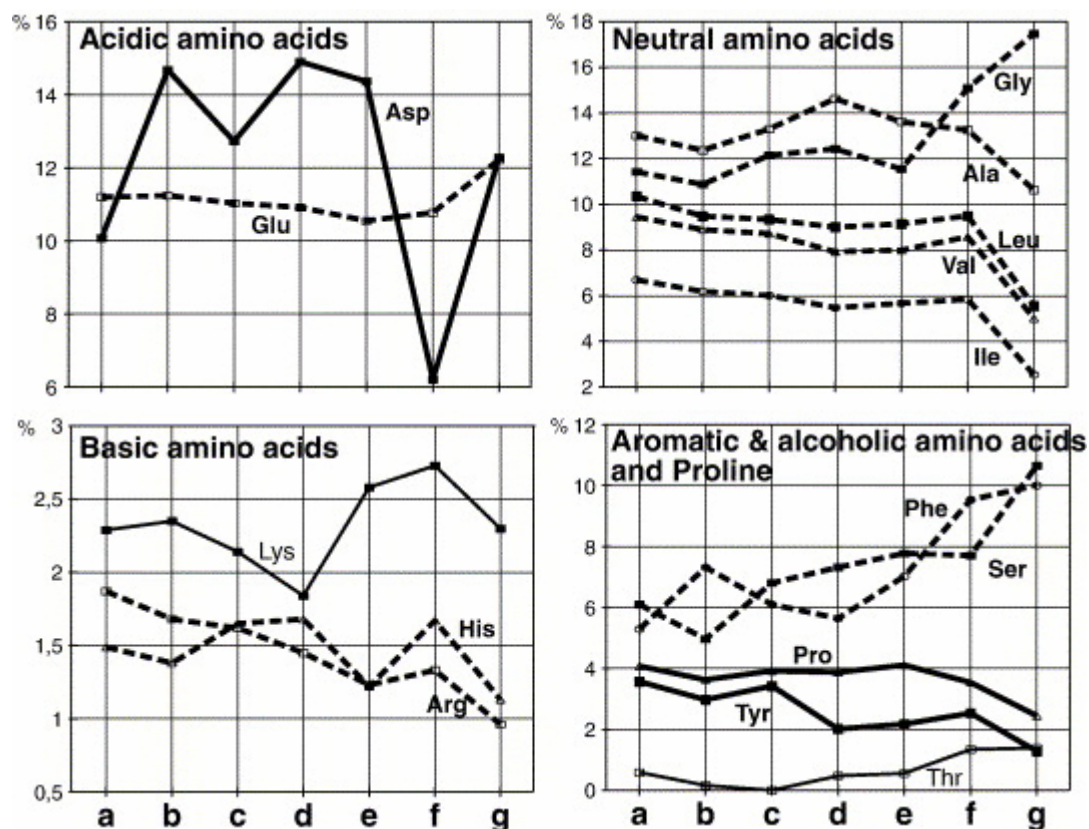 %
16
Acidic amino acids
14
Asp
12
Glu
10
8
6
%
18
Neutral amino acids
16
Gly
14
12
Ala
10
Leu
8
Val
6
4
Ile
2
%
3
Basic amino acids
2,5
Lys
2
1,5
His
Arg
1
0,5
a b c d e f g
%
12
Aromatic & alcoholic amino acids
and Proline
10
Phe
8
Ser
6
4
Pro
Tyr
2
Thr
0
a b c d e f g